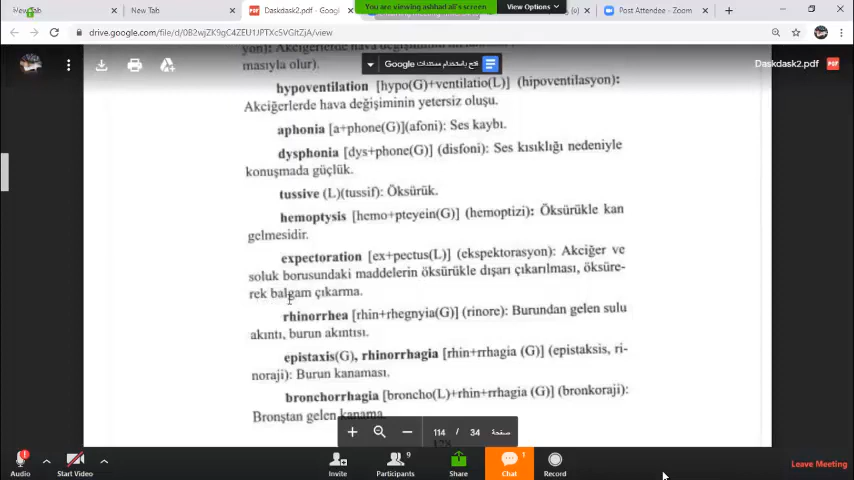 New Tab
New Tab
Daskdask2.pdf - Googl
You are viewing ashhad ali's screen
View Options
Post Attendee - Zoom
drive.google.com/file/d/0B2wjZK9gC4ZEU1JPTXc5VGltZjA/view
فتح باستخدام مستندات Google
Daskdask2.pdf
masıyla olur).
hypoventilation [hypo(G)+ventilatio(L)] (hipoventilasyon):
Akciğerlerde hava değişiminin yetersiz oluşu.
aphonia [a+phone(G)](afoni): Ses kaybı.
dysphonia [dys+phone(G)] (disfoni): Ses kısıklığı nedeniyle
konuşmada güçlük.
tussive (L)(tussif): Öksürük.
hemoptysis [hemo+pteyein(G)] (hemoptizi): Öksürükle kan
gelmesidir.
expectoration [ex+pectus(L)] (ekspektorasyon): Akciğer ve
soluk borusundaki maddelerin öksürükle dışarı çıkarılması, öksüre-
rek balgam çıkarma.
rhinorrhea [rhin+rhegnyia(G)] (rinore): Burundan gelen sulu
akıntı, burun akıntısı.
epistaxis(G), rhinorrhagia [rhin+rrhagia (G)] (epistaksis, ri-
noraji): Burun kanaması.
bronchorrhagia [broncho(L)+rhin+rrhagia (G)] (bronkoraji):
Bronştan gelen kanama.
114 / 34 صفحة
Audio
Start Video
Invite
Participants
9
Share
Chat
1
Record
Leave Meeting